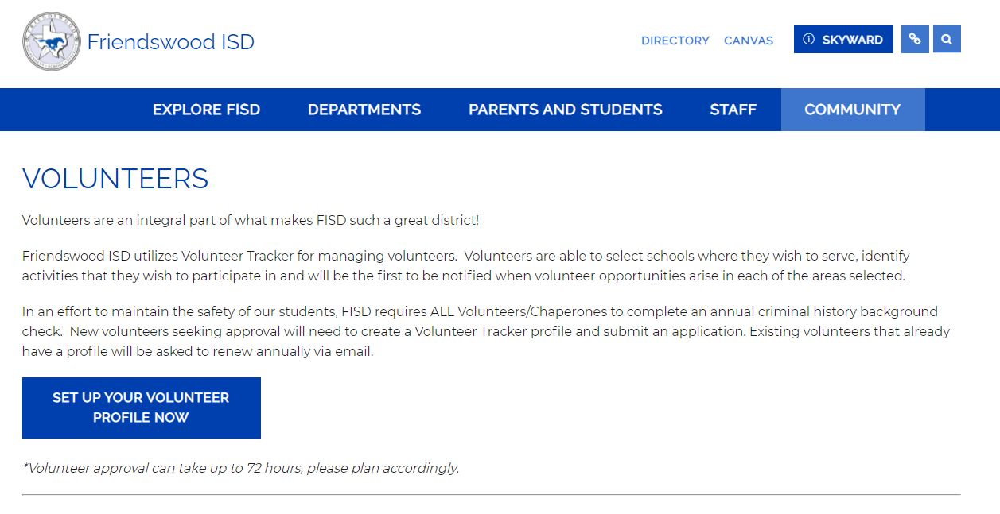 Friendswood ISD
DIRECTORY CANVAS SKYWARD
EXPLORE FISD DEPARTMENTS PARENTS AND STUDENTS STAFF COMMUNITY
VOLUNTEERS
Volunteers are an integral part of what makes FISD such a great district!
Friendswood ISD utilizes Volunteer Tracker for managing volunteers.  Volunteers are able to select schools where they wish to serve, identify
activities that they wish to participate in and will be the first to be notified when volunteer opportunities arise in each of the areas selected.
In an effort to maintain the safety of our students, FISD requires ALL Volunteers/Chaperones to complete an annual criminal history background
check.  New volunteers seeking approval will need to create a Volunteer Tracker profile and submit an application. Existing volunteers that already
have a profile will be asked to renew annually via email.
SET UP YOUR VOLUNTEER
PROFILE NOW
*Volunteer approval can take up to 72 hours, please plan accordingly.